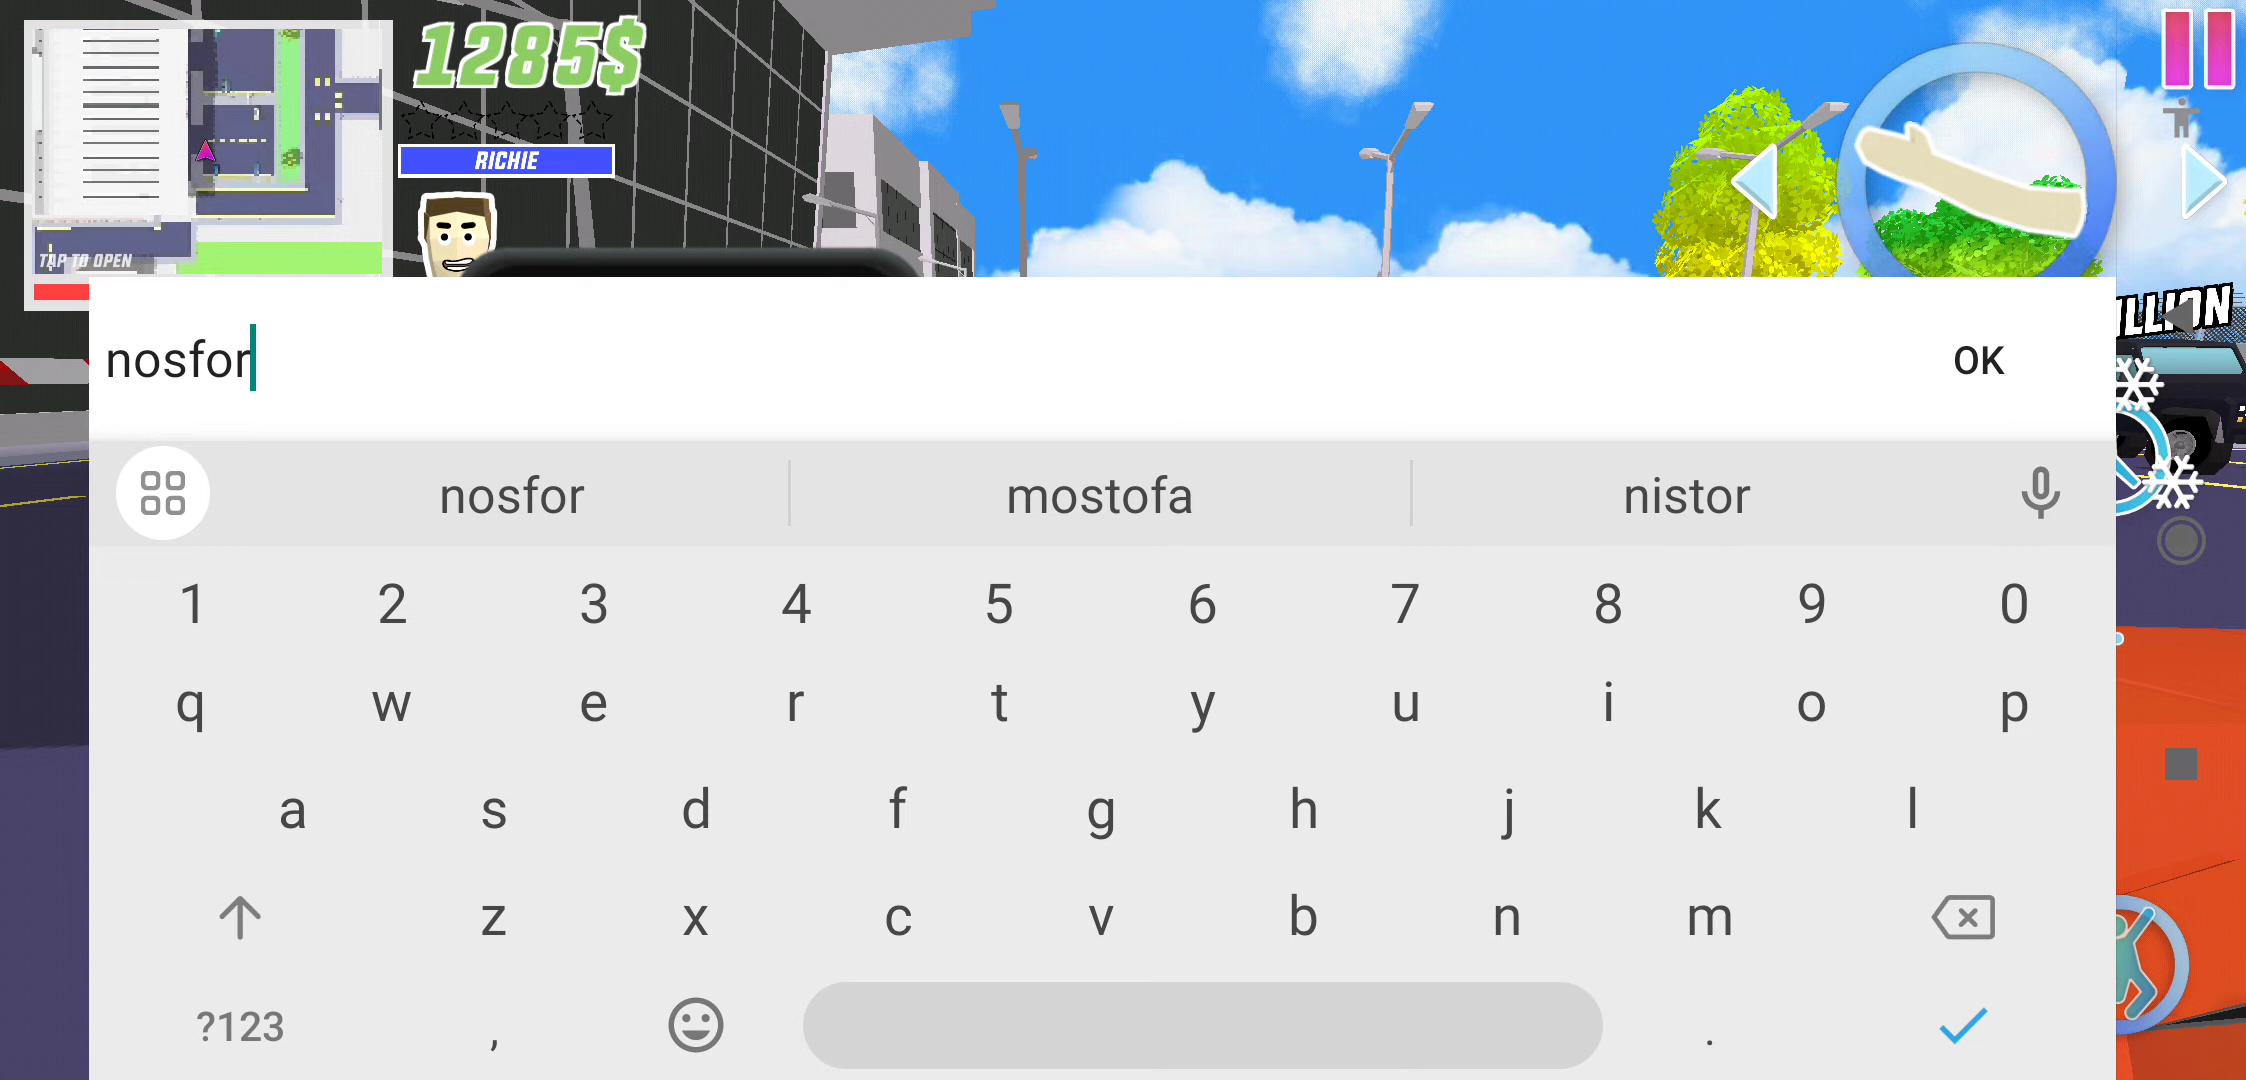 1285$
RICHIE
TAP TO OPEN
ILLION
nosfor
OK
nosfor mostofa nistor
1 2 3 4 5 6 7 8 9 0
q w e r t y u i o p
a s d f g h j k l
z x c v b n m
?123 , .